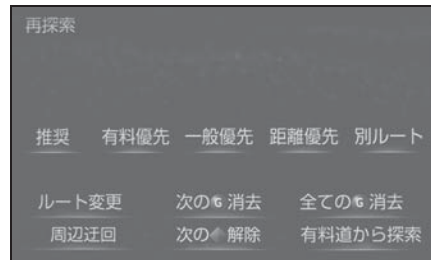 再探索
推奨 有料優先 一般優先 距離優先 別ルート
ルート変更 次のG消去 全てのG消去
周辺迂回 次の解除 有料道から探索